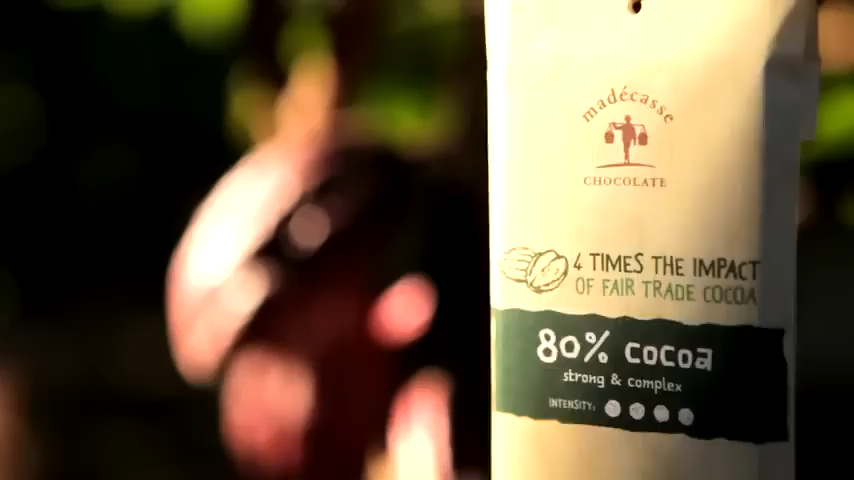 madécasse
CHOCOLATE
4 TIMES THE IMPACT
OF FAIR TRADE COCOA
80% cocoa
strong & complex
INTENSITY: